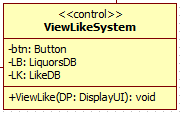 <<control>>
ViewLikeSystem
-btn: Button
-LB: LiquorsDB
-LK: LikeDB
+ViewLike(DP: DisplayUI): void